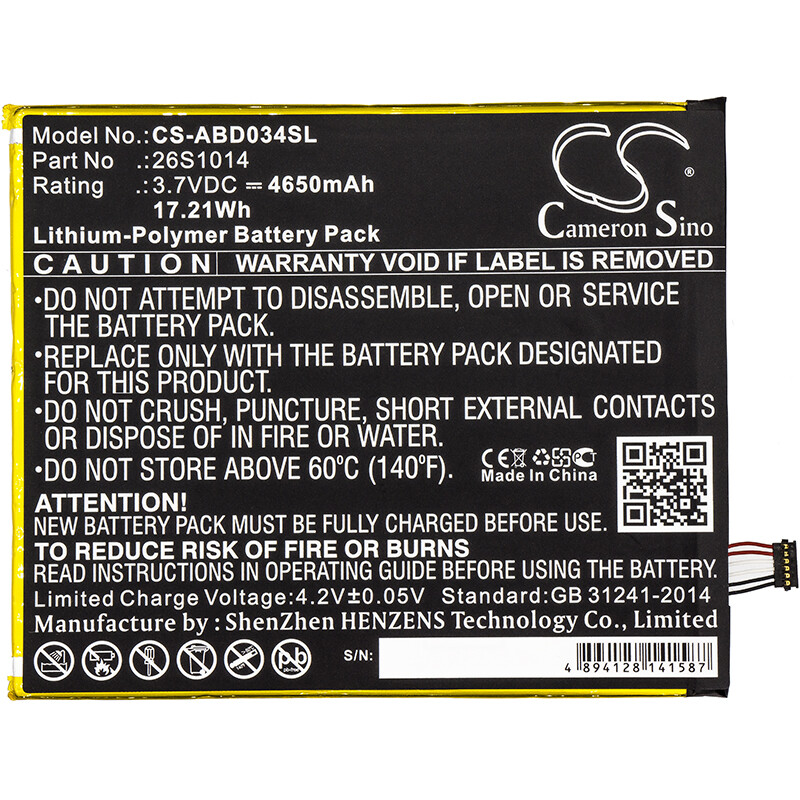 Model No.: CS-ABD034SL
Part No : 26S1014
Rating : 3.7VDC ⎓ 4650mAh
17.21Wh
Lithium-Polymer Battery Pack
CS
®
Cameron Sino
CAUTION WARRANTY VOID IF LABEL IS REMOVED
•DO NOT ATTEMPT TO DISASSEMBLE, OPEN OR SERVICE
THE BATTERY PACK.
•REPLACE ONLY WITH THE BATTERY PACK DESIGNATED
FOR THIS PRODUCT.
•DO NOT CRUSH, PUNCTURE, SHORT EXTERNAL CONTACTS
OR DISPOSE OF IN FIRE OR WATER.
•DO NOT STORE ABOVE 60°C (140°F).
CE
Made In China
ATTENTION!
NEW BATTERY PACK MUST BE FULLY CHARGED BEFORE USE.
TO REDUCE RISK OF FIRE OR BURNS
READ INSTRUCTIONS AND OPERATING GUIDE BEFORE USING THE BATTERY.
Limited Charge Voltage:4.2V±0.05V Standard:GB 31241-2014
Manufacture by : ShenZhen HENZENS Technology Co., Limited
Pb
S/N:
4 894128 141587